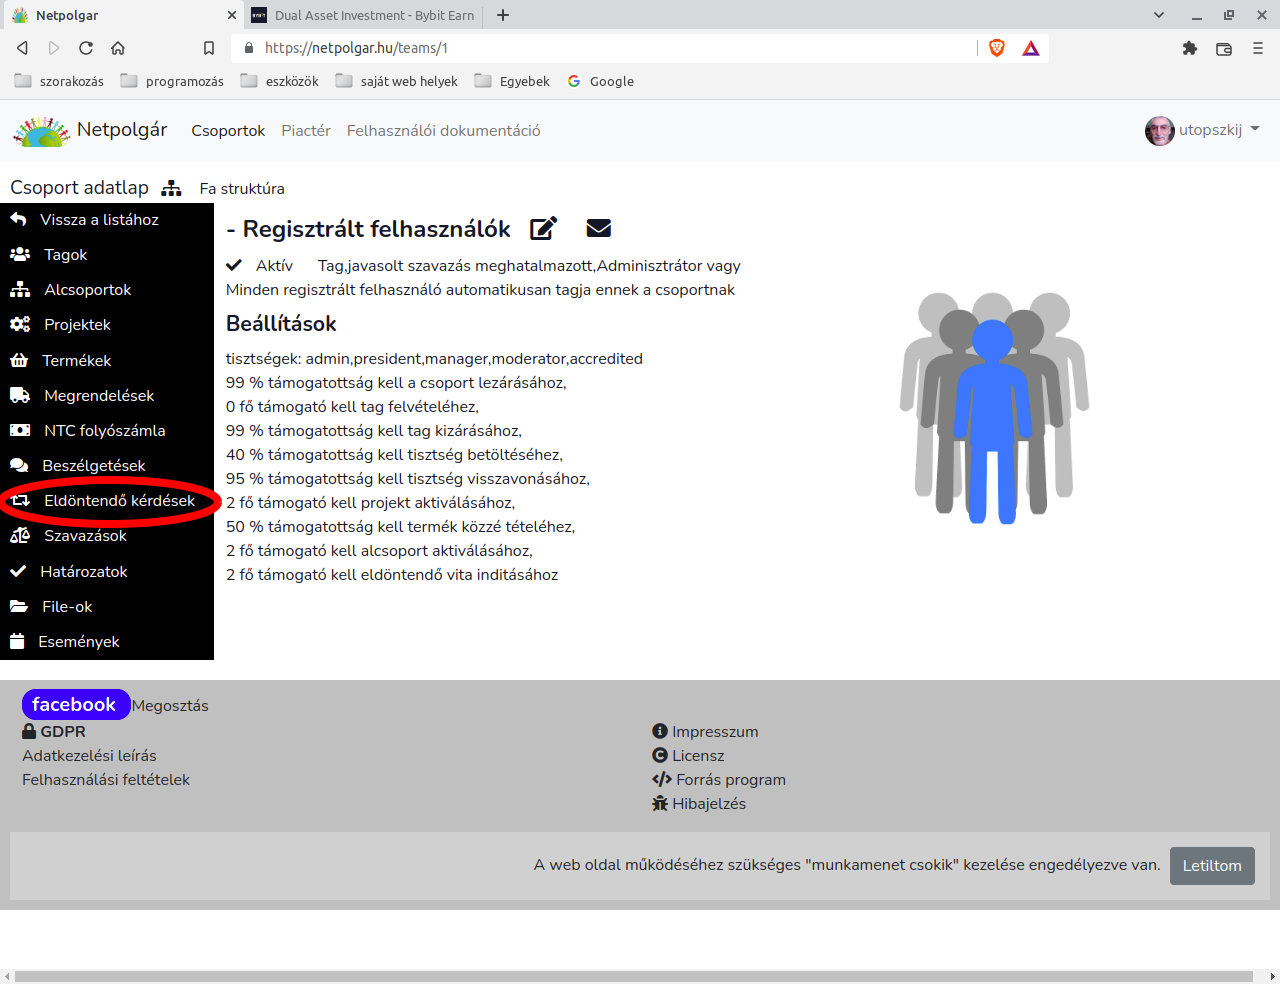 Netpolgar
Dual Asset Investment - Bybit Earn
https://netpolgar.hu/teams/1
szorakozás
programozás
eszközök
saját web helyek
Egyebek
Google
Netpolgár
Csoportok
Piactér
Felhasználói dokumentáció
utopszkij
Csoport adatlap
Fa struktúra
Vissza a listához
Tagok
Alcsoportok
Projektek
Termékek
Megrendelések
NTC folyószámla
Beszélgetések
Eldöntendő kérdések
Szavazások
Határozatok
File-ok
Események
- Regisztrált felhasználók
Aktív Tag,javasolt szavazás meghatalmazott,Adminisztrátor vagy
Minden regisztrált felhasználó automatikusan tagja ennek a csoportnak
Beállítások
tisztségek: admin,president,manager,moderator,accredited
99 % támogatottság kell a csoport lezárásához,
0 fő támogató kell tag felvételéhez,
99 % támogatottság kell tag kizárásához,
40 % támogatottság kell tisztség betöltéséhez,
95 % támogatottság kell tisztség visszavonásához,
2 fő támogató kell projekt aktiválásához,
50 % támogatottság kell termék közzé tételéhez,
2 fő támogató kell alcsoport aktiválásához,
2 fő támogató kell eldöntendő vita inditásához
facebook Megosztás
GDPR
Adatkezelési leírás
Felhasználási feltételek
Impresszum
Licensz
Forrás program
Hibajelzés
A web oldal működéséhez szükséges "munkamenet csokik" kezelése engedélyezve van.
Letiltom